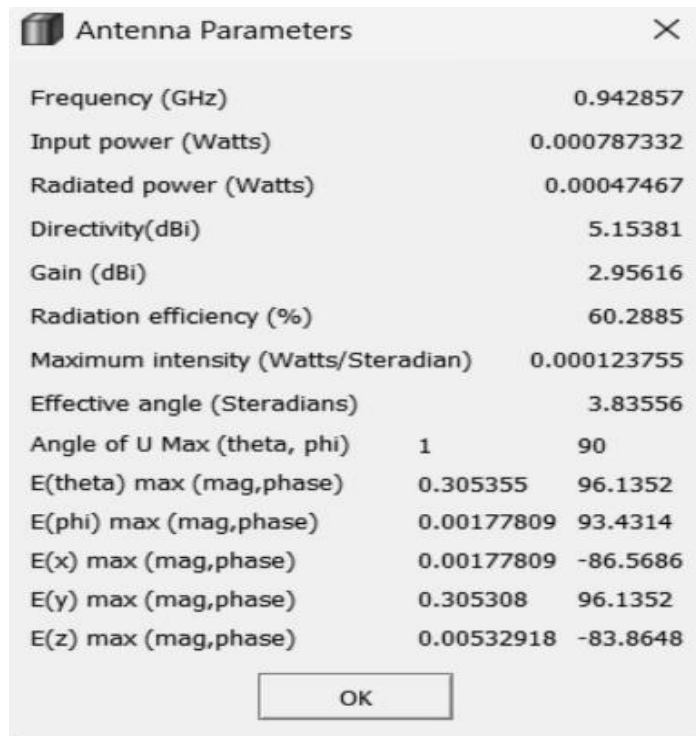 Antenna Parameters
Frequency (GHz) 0.942857
Input power (Watts) 0.000787332
Radiated power (Watts) 0.00047467
Directivity(dBi) 5.15381
Gain (dBi) 2.95616
Radiation efficiency (%) 60.2885
Maximum intensity (Watts/Steradian) 0.000123755
Effective angle (Steradians) 3.83556
Angle of U Max (theta, phi) 1 90
E(theta) max (mag,phase) 0.305355 96.1352
E(phi) max (mag,phase) 0.00177809 93.4314
E(x) max (mag,phase) 0.00177809 -86.5686
E(y) max (mag,phase) 0.305308 96.1352
E(z) max (mag,phase) 0.00532918 -83.8648
OK